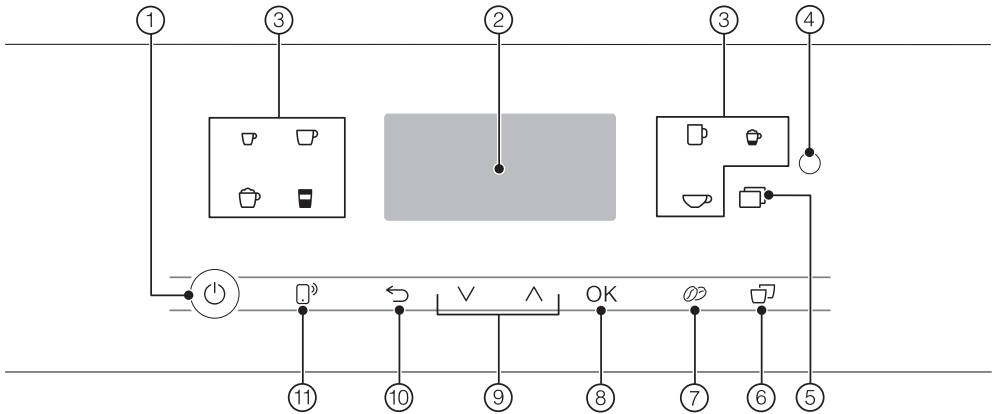 ① ③ ② ③ ④
OK
⑪ ⑩ ⑨ ⑧ ⑦ ⑥ ⑤